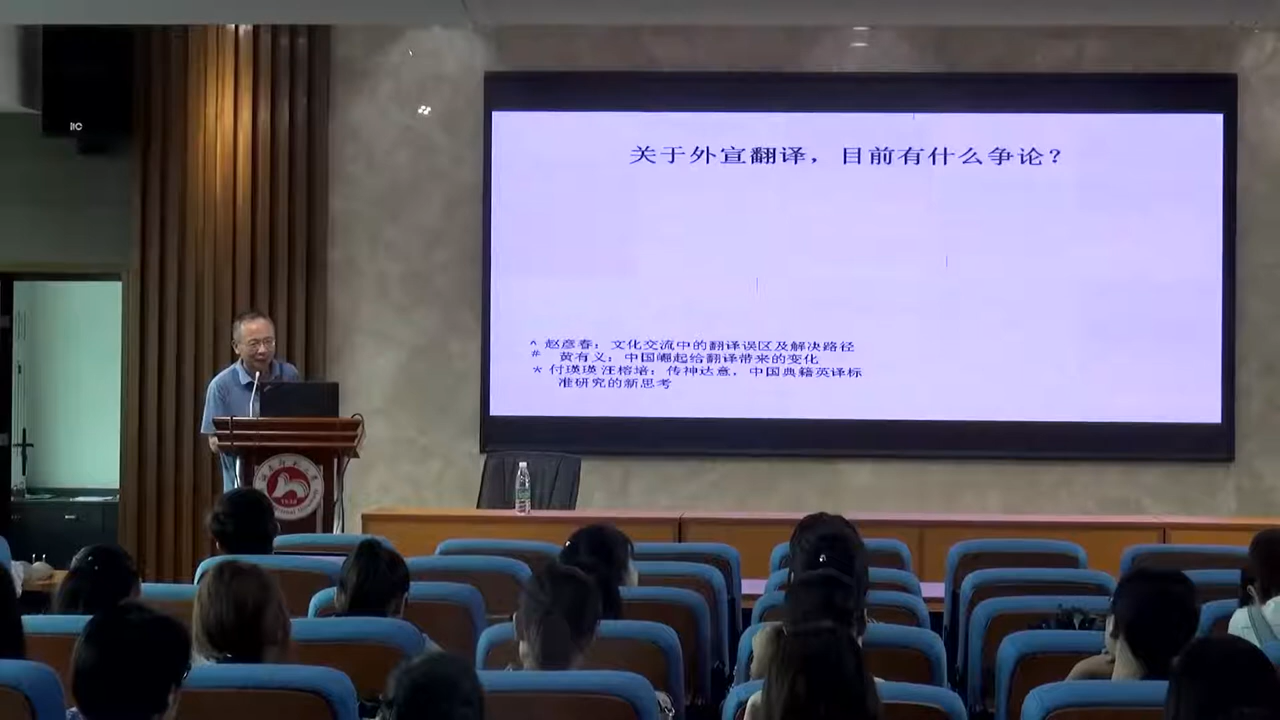 关于外宣翻译，目前有什么争论？
^ 赵彦春：文化交流中的翻译误区及解决路径
# 黄有义：中国崛起给翻译带来的变化
* 付瑛瑛 汪榕培：传神达意，中国典籍英译标
准研究的新思考